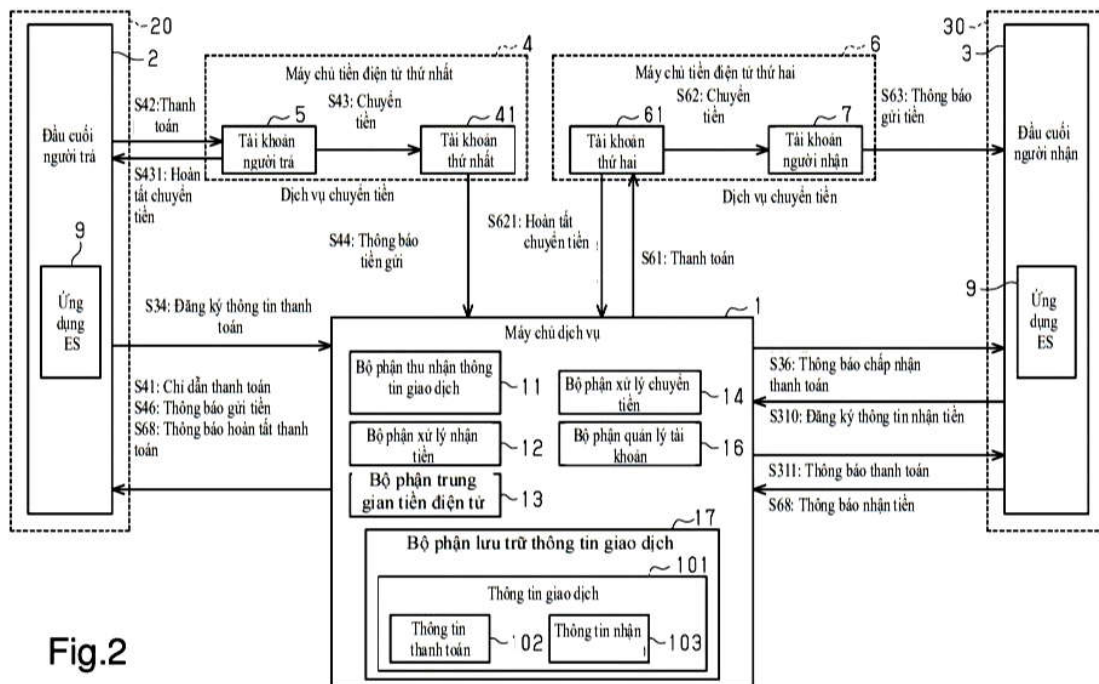 20
2
4
Máy chủ tiền điện tử thứ nhất
6
Máy chủ tiền điện tử thứ hai
30
3
S42:Thanh
toán
S43: Chuyển
tiền
5
Tài khoản
người trả
41
Tài khoản
thứ nhất
Dịch vụ chuyển tiền
S62: Chuyển
tiền
61
Tài khoản
thứ hai
7
Tài khoản
người nhận
Dịch vụ chuyển tiền
S63: Thông báo
gửi tiền
Đầu cuối
người trả
Đầu cuối
người nhận
S431: Hoàn
tất chuyển
tiền
S44: Thông báo
tiền gửi
S621: Hoàn tất
chuyển tiền
S61: Thanh toán
9
Ứng
dụng
ES
9
Ứng
dụng
ES
S34: Đăng ký thông tin thanh
toán
S41: Chỉ dẫn thanh toán
S46: Thông báo gửi tiền
S68: Thông báo hoàn tất thanh
toán
1
Máy chủ dịch vụ
Bộ phận thu nhận thông
tin giao dịch
11
Bộ phận xử lý chuyển
tiền
14
Bộ phận xử lý nhận
tiền
12
Bộ phận quản lý tài
khoản
16
Bộ phận trung
gian tiền điện tử
13
17
Bộ phận lưu trữ thông tin giao dịch
101
Thông tin giao dịch
Thông tin
thanh toán
102
Thông tin nhận
103
S36: Thông báo chấp nhận
thanh toán
S310: Đăng ký thông tin nhận tiền
S311: Thông báo thanh toán
S68: Thông báo nhận tiền
Fig.2